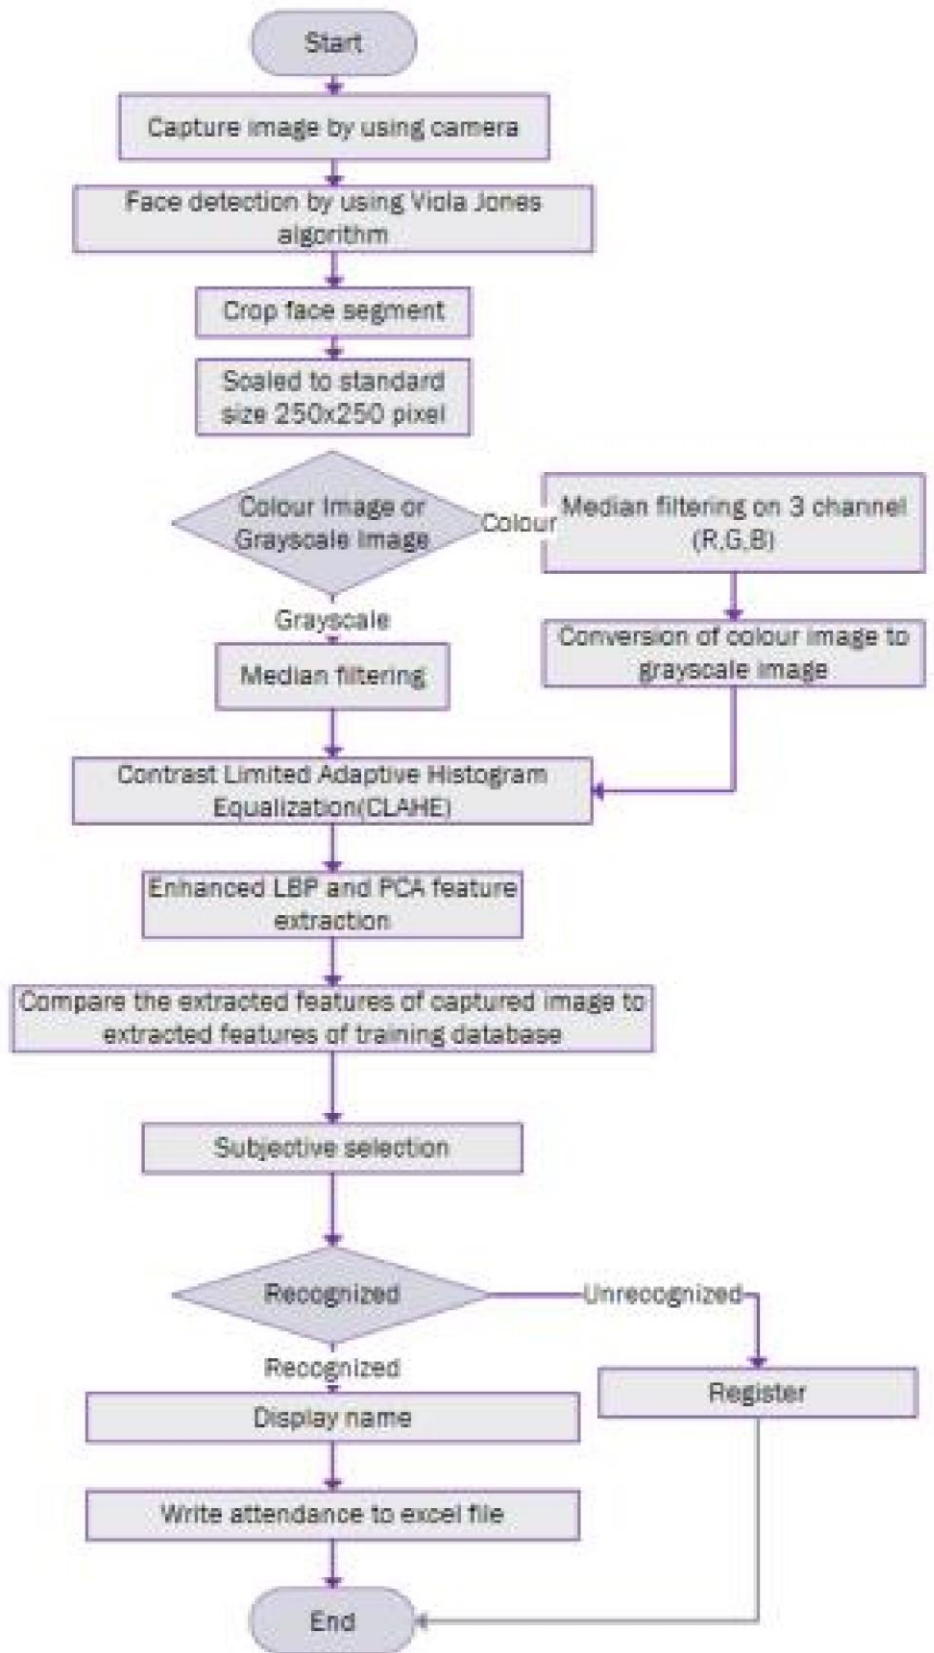 Start
Capture image by using camera
Face detection by using Viola Jones
algorithm
Crop face segment
Scaled to standard
size 250x250 pixel
Colour Image or
Grayscale Image
Colour
Median filtering on 3 channel
(R,G,B)
Grayscale
Conversion of colour image to
grayscale image
Median filtering
Contrast Limited Adaptive Histogram
Equalization(CLAHE)
Enhanced LBP and PCA feature
extraction
Compare the extracted features of captured image to
extracted features of training database
Subjective selection
Recognized
Unrecognized
Recognized
Register
Display name
Write attendance to excel file
End